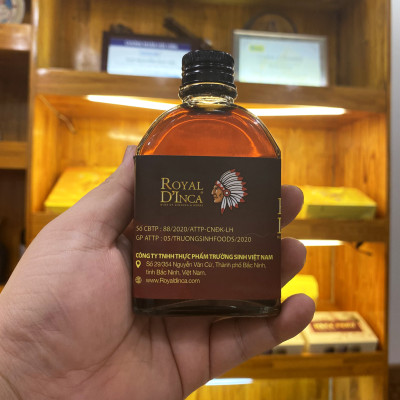 ROYAL
D'INCA
Số CBTP : 88/2020/ATTP-CNĐK-LH
GP ATTP : 05/TRUONGSINHFOODS/2020
CÔNG TY TNHH THỰC PHẨM TRƯỜNG SINH VIỆT NAM
Số 29/354 Nguyễn Văn Cừ, Thành phố Bắc Ninh,
tỉnh Bắc Ninh, Việt Nam.
www.Royaldinca.com